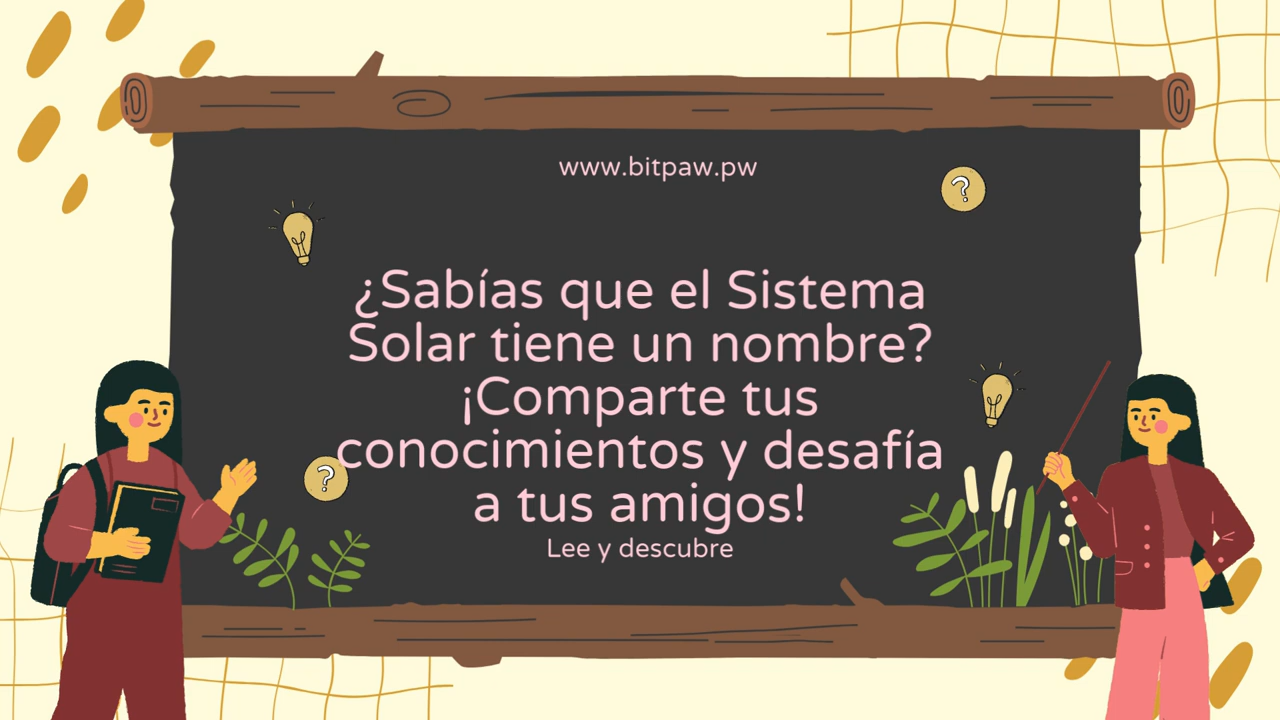 www.bitpaw.pw
¿Sabías que el Sistema
Solar tiene un nombre?
¡Comparte tus
conocimientos y desafía
a tus amigos!
Lee y descubre